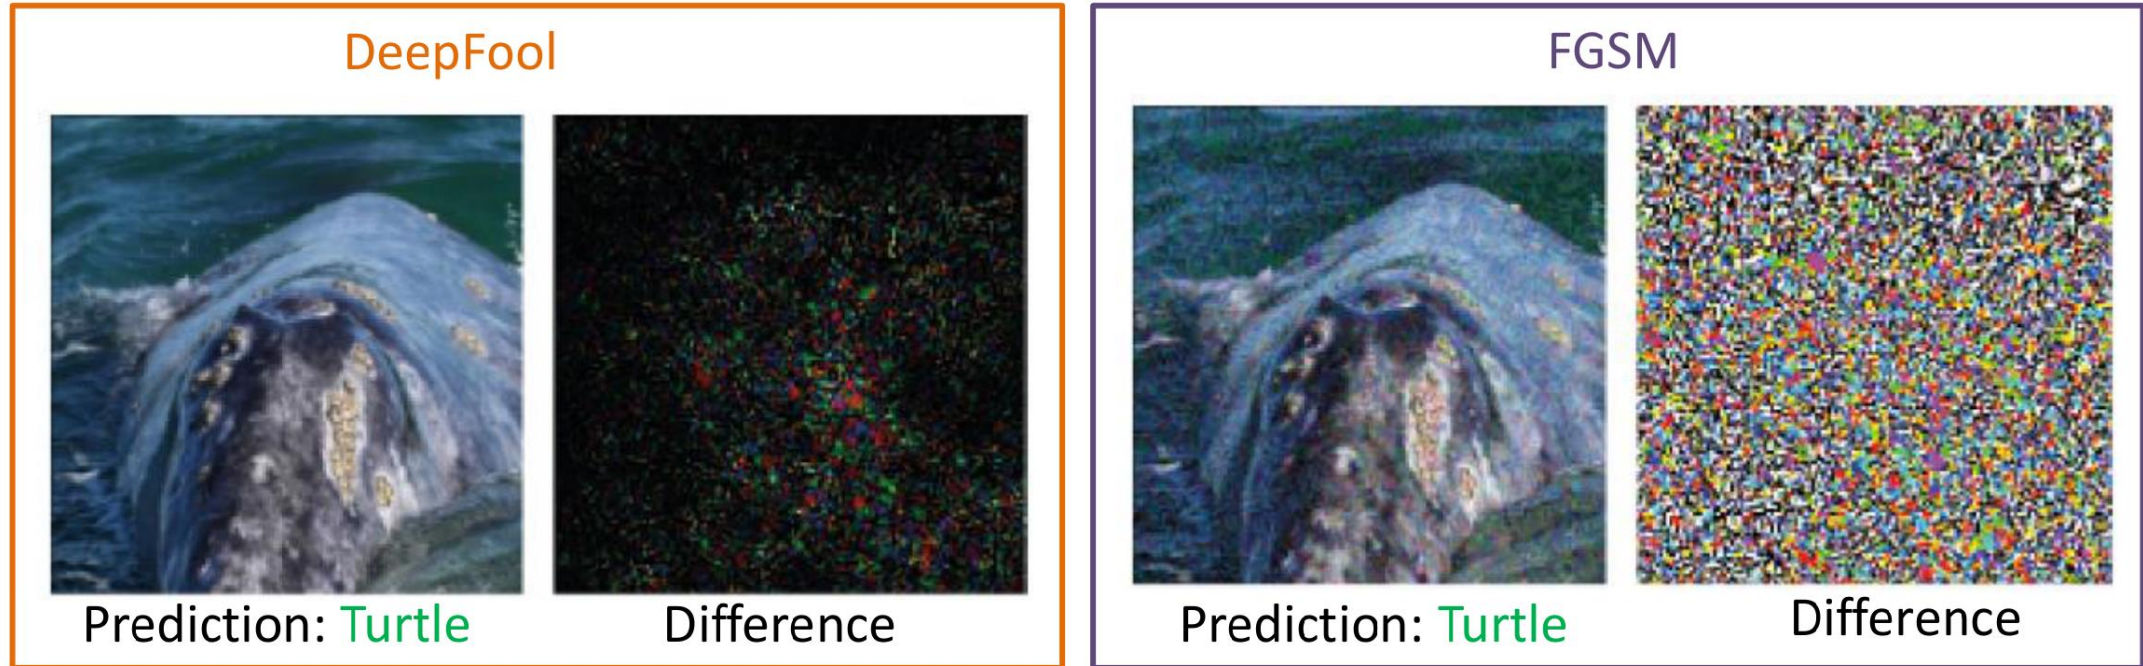 DeepFool
Prediction: Turtle
Difference
FGSM
Prediction: Turtle
Difference